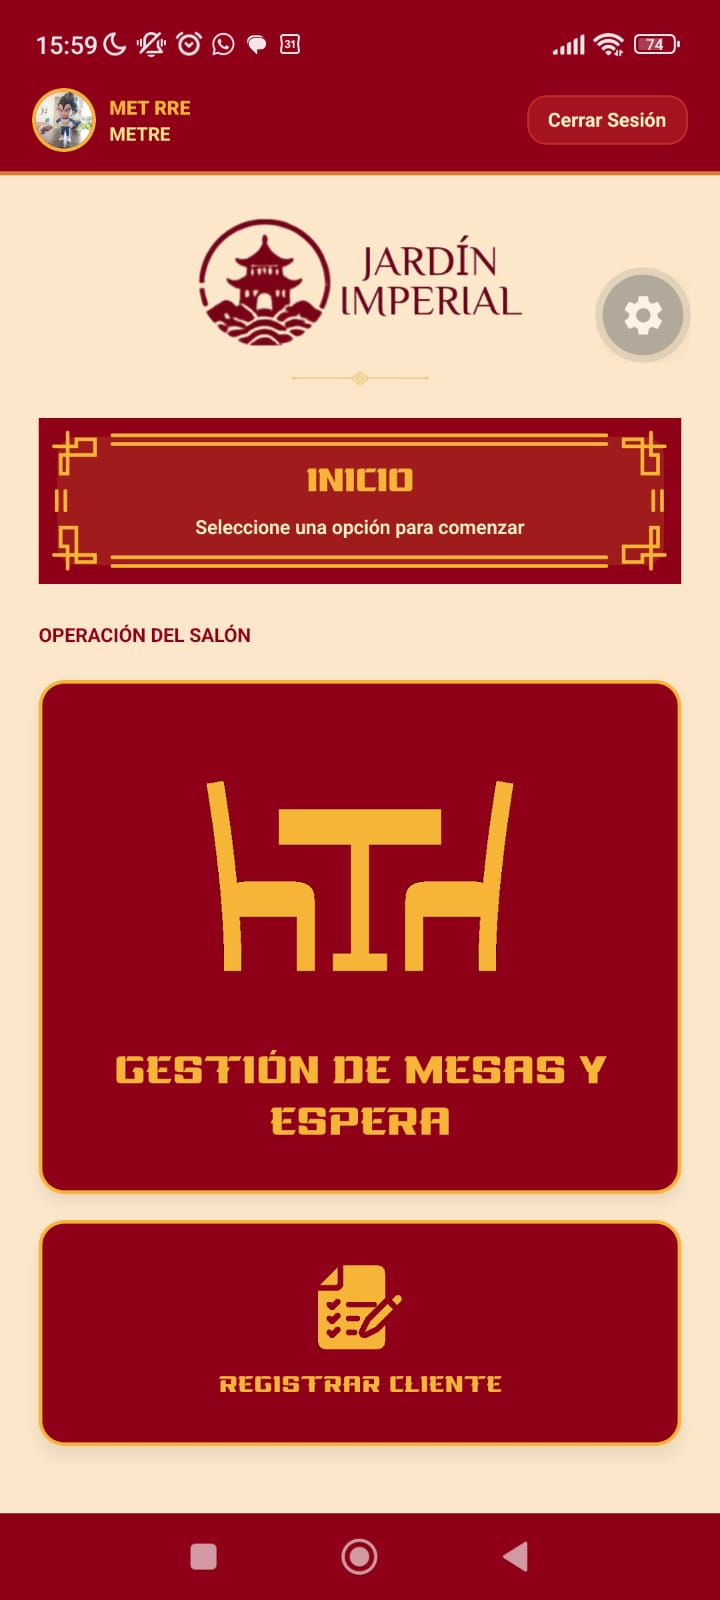 15:59
31
74
MET RRE
METRE
Cerrar Sesión
JARDÍN
IMPERIAL
INICIO
Seleccione una opción para comenzar
OPERACIÓN DEL SALÓN
GESTIÓN DE MESAS Y
ESPERA
REGISTRAR CLIENTE